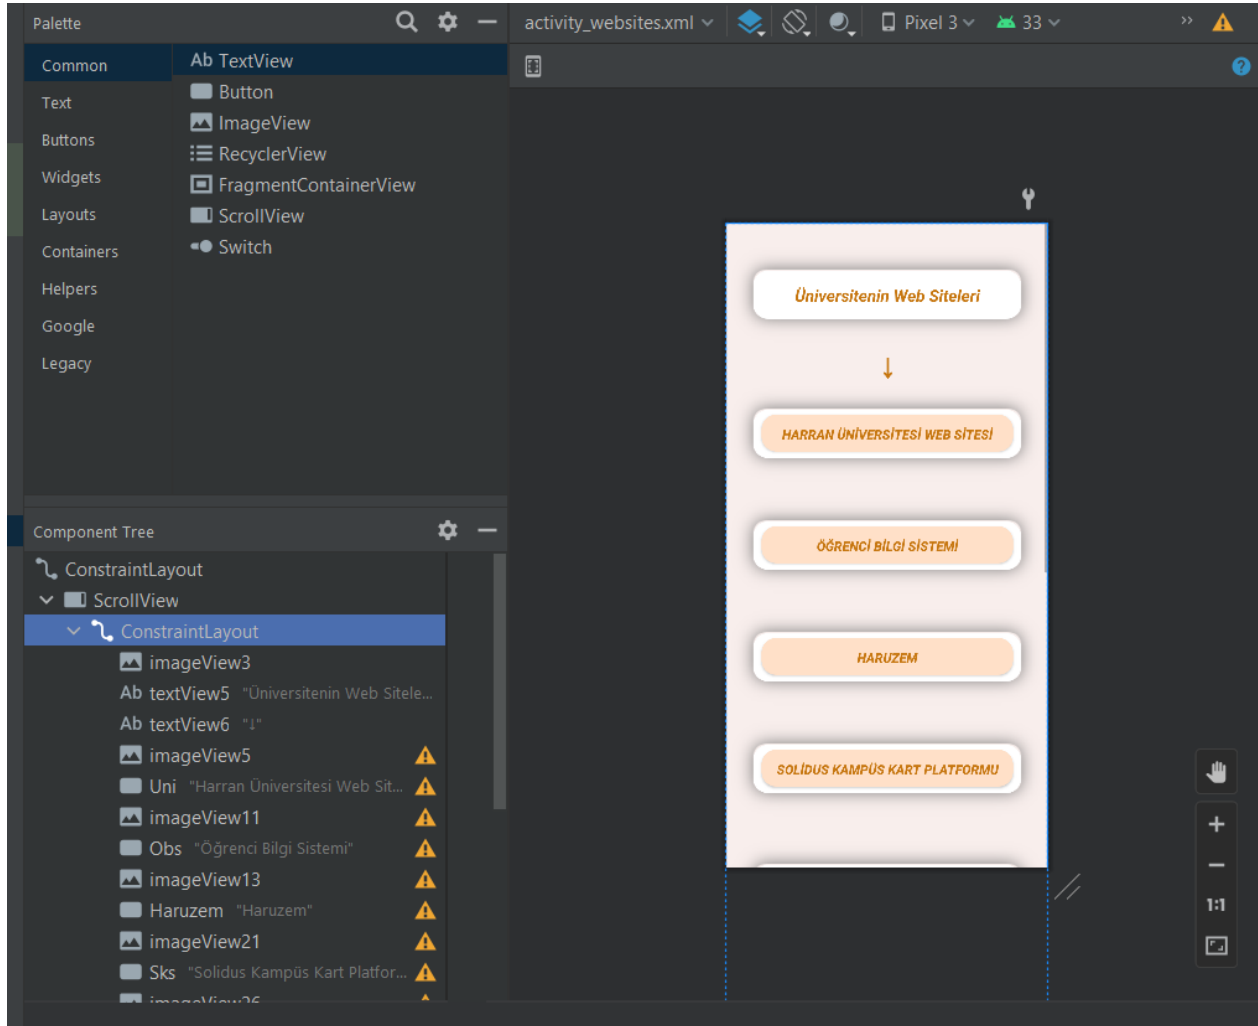 Palette
Common
Text
Buttons
Widgets
Layouts
Containers
Helpers
Google
Legacy
Ab TextView
Button
ImageView
RecyclerView
FragmentContainerView
ScrollView
Switch
Component Tree
ConstraintLayout
ScrollView
ConstraintLayout
imageView3
Ab textView5 "Üniversitenin Web Sitele...
Ab textView6 "↓"
imageView5
Uni "Harran Üniversitesi Web Sit...
imageView11
Obs "Öğrenci Bilgi Sistemi"
imageView13
Haruzem "Haruzem"
imageView21
Sks "Solidus Kampüs Kart Platfor...
imageView26
activity_websites.xml Pixel 3 33 »
?
Üniversitenin Web Siteleri
↓
HARRAN ÜNİVERSİTESİ WEB SİTESİ
ÖĞRENCİ BİLGİ SİSTEMİ
HARUZEM
SOLİDUS KAMPÜS KART PLATFORMU
+
−
1:1